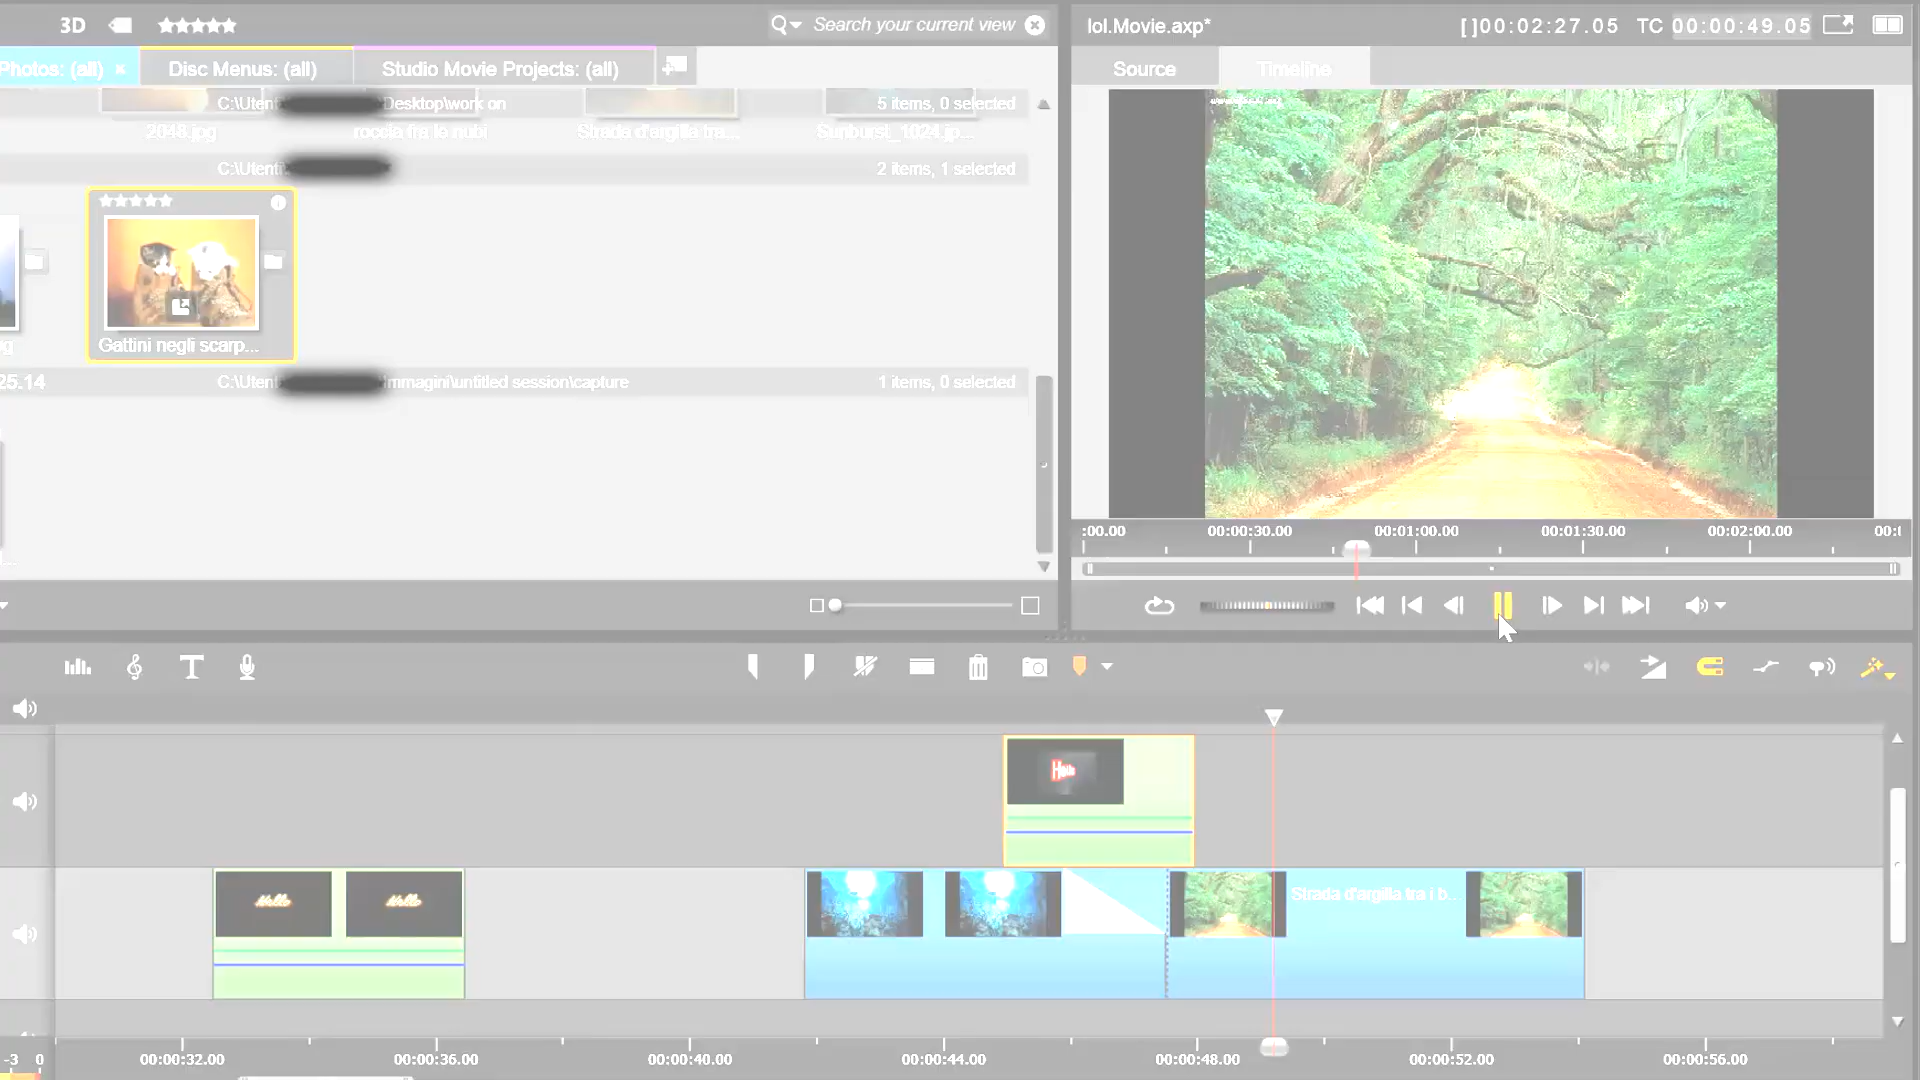 3D
Search your current view
lol.Movie.axp*
[]00:02:27.05
TC 00:00:49.05
Photos: (all)
Disc Menus: (all)
Studio Movie Projects: (all)
Source
Timeline
C:\Utenti
Desktop\work on
5 items, 0 selected
2048.jpg
roccia fra le nubi
Strada d'argilla tra...
Sunburst_1024.jp...
C:\Utenti
2 items, 1 selected
Gattini negli scarp...
25.14
C:\Utenti
Immagini\untitled session\capture
1 items, 0 selected
:00.00
00:00:30.00
00:01:00.00
00:01:30.00
00:02:00.00
Hello
Hello
Strada d'argilla tra i b...
-3
0
00:00:32.00
00:00:36.00
00:00:40.00
00:00:44.00
00:00:48.00
00:00:52.00
00:00:56.00